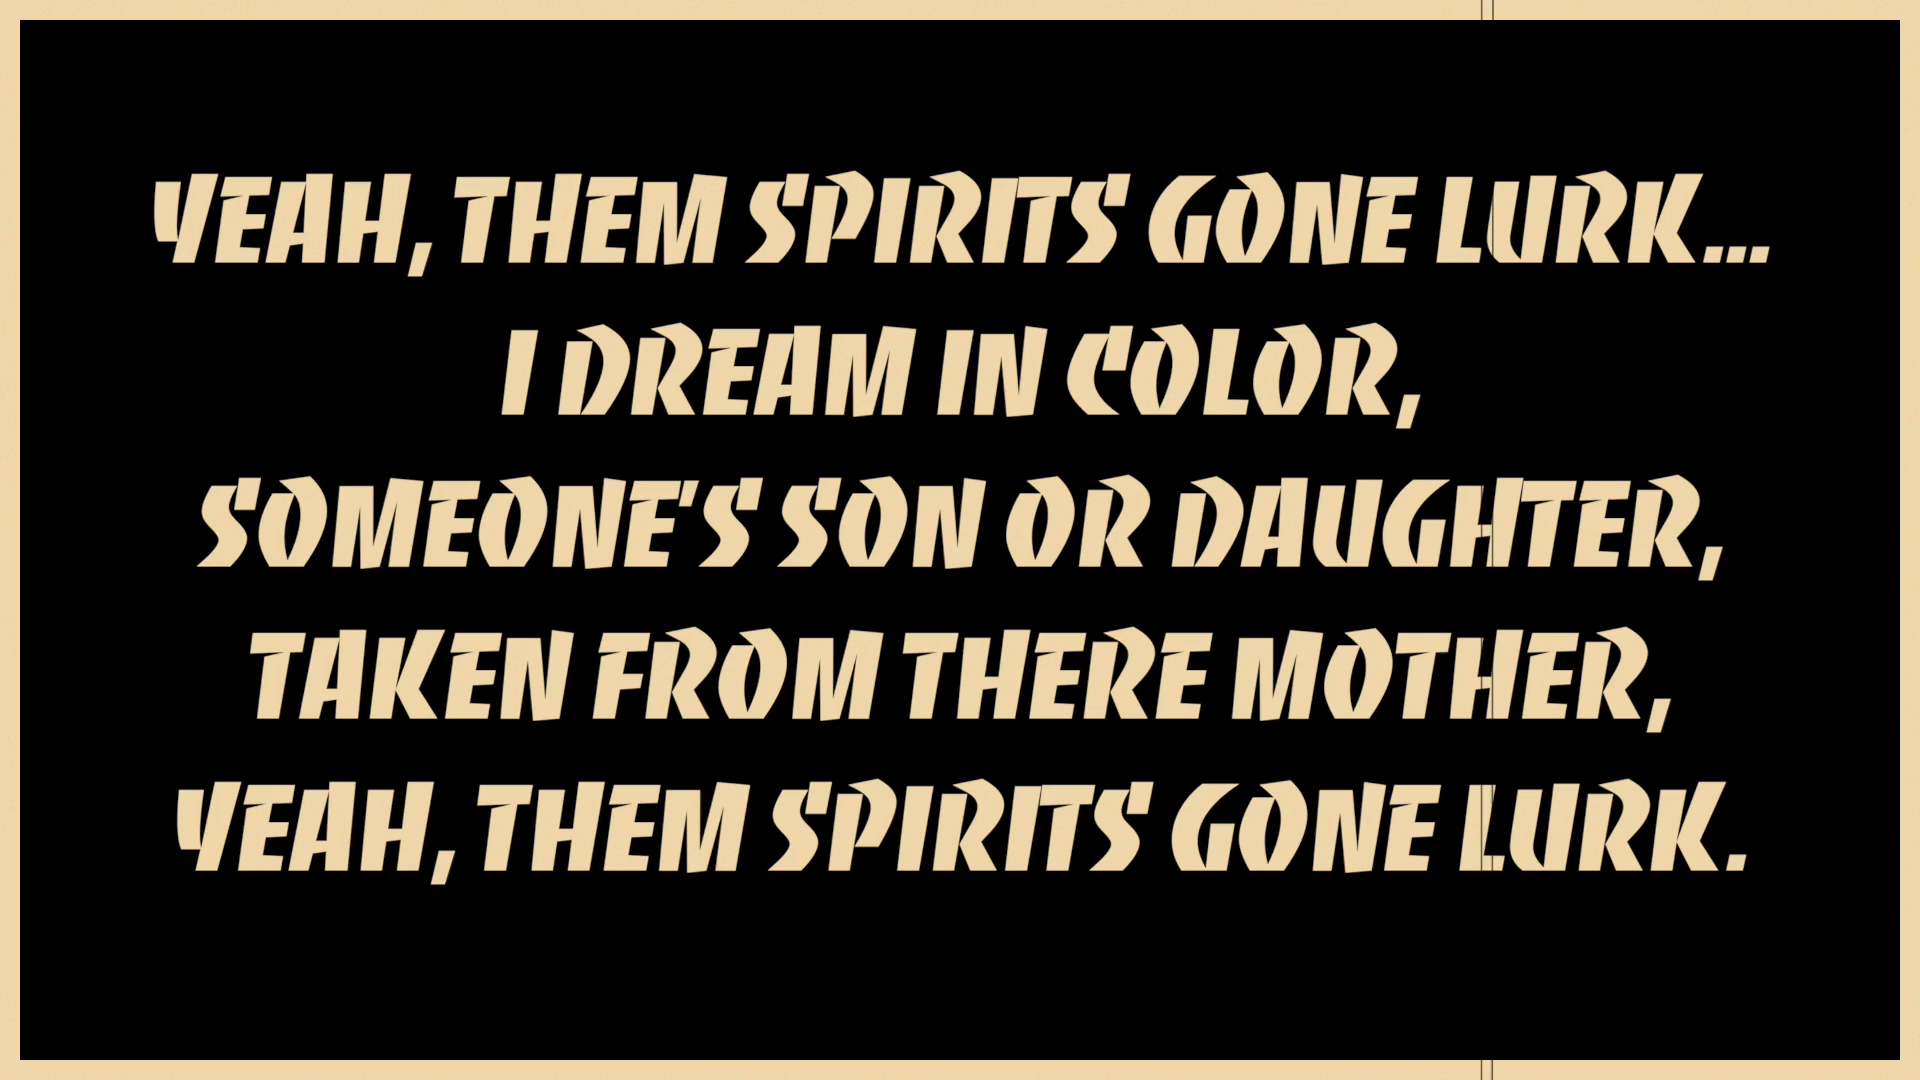 YEAH, THEM SPIRITS GONE LURK...
I DREAM IN COLOR,
SOMEONE'S SON OR DAUGHTER,
TAKEN FROM THERE MOTHER,
YEAH, THEM SPIRITS GONE LURK.